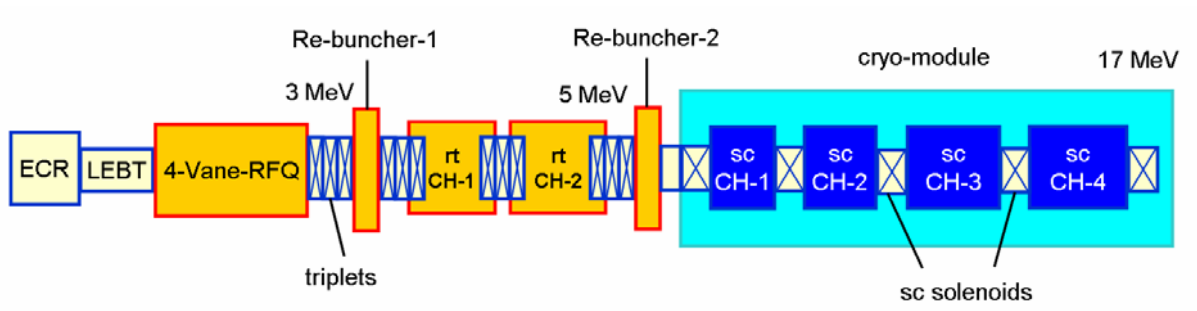 Re-buncher-1
Re-buncher-2
cryo-module
17 MeV
3 MeV
5 MeV
ECR
LEBT
4-Vane-RFQ
rt
CH-1
rt
CH-2
sc
CH-1
sc
CH-2
sc
CH-3
sc
CH-4
triplets
sc solenoids